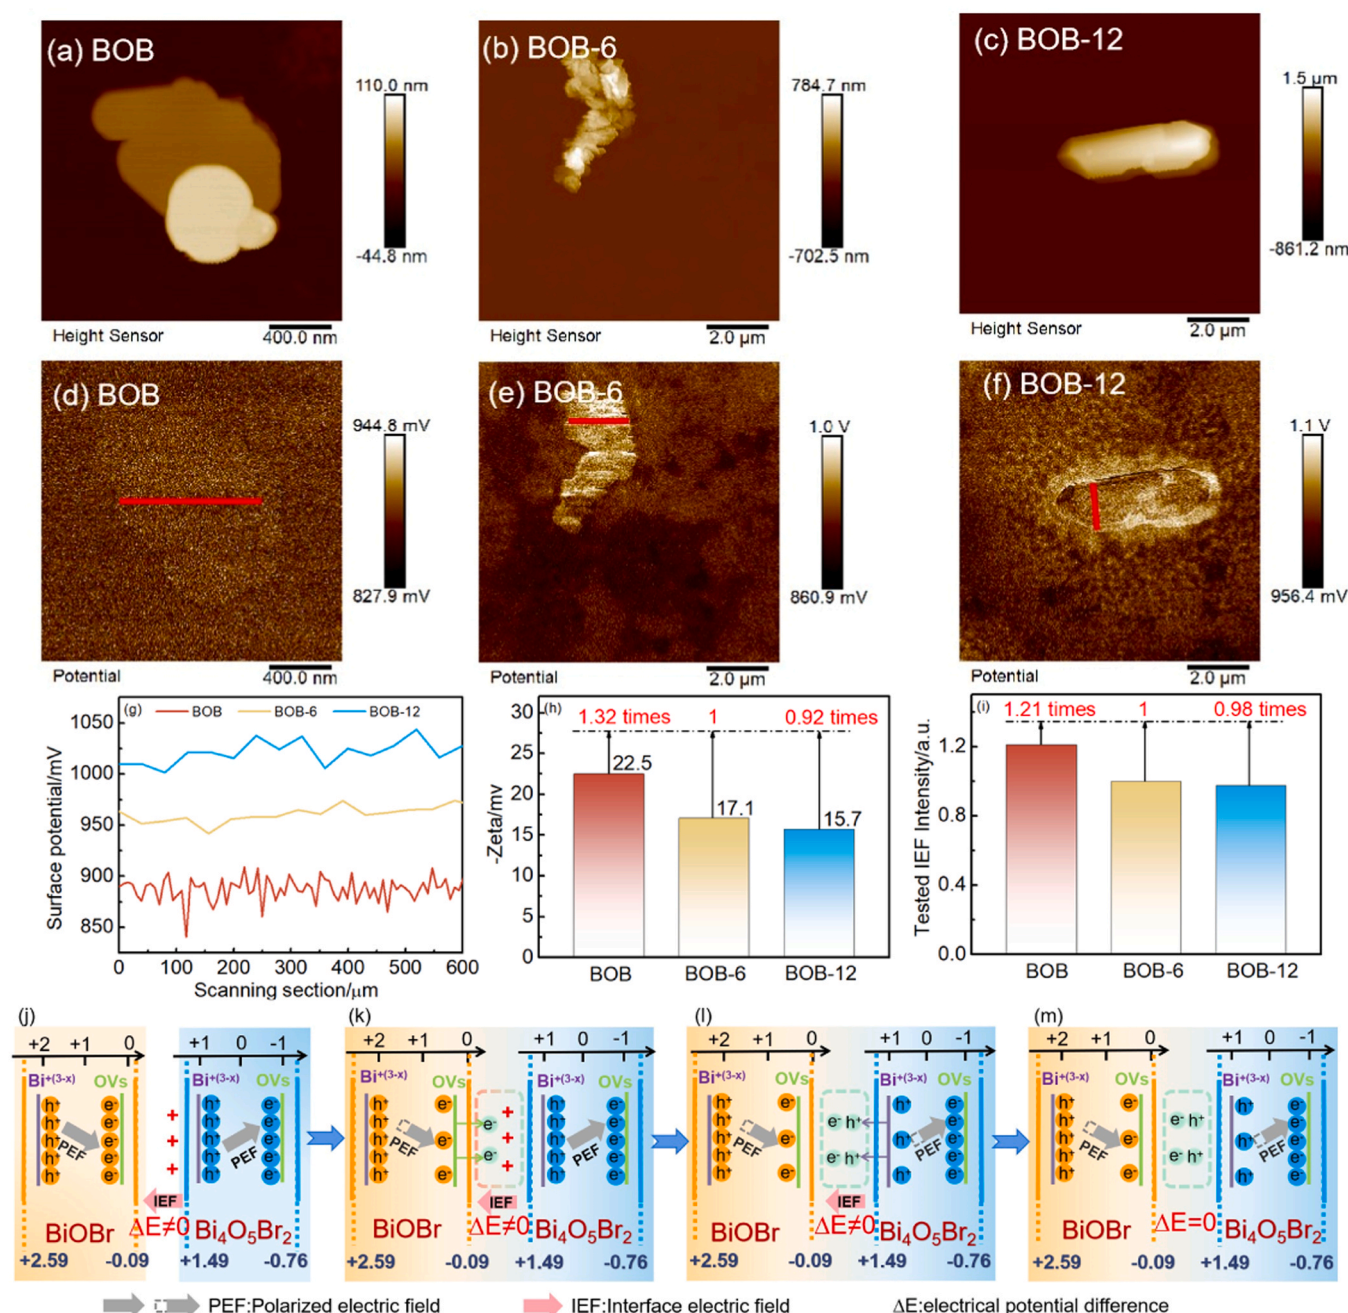 (a) BOB
110.0 nm
-44.8 nm
Height Sensor
400.0 nm
(b) BOB-6
784.7 nm
-702.5 nm
Height Sensor
2.0 µm
(c) BOB-12
1.5 µm
-861.2 nm
Height Sensor
2.0 µm
(d) BOB
944.8 mV
827.9 mV
Potential
400.0 nm
(e) BOB-6
1.0 V
860.9 mV
Potential
2.0 µm
(f) BOB-12
1.1 V
956.4 mV
Potential
2.0 µm
(g)
BOB
BOB-6
BOB-12
1050
1000
950
900
850
0 100 200 300 400 500 600
Surface potential/mV
Scanning section/µm
(h)
1.32 times
1
0.92 times
30
25
20
15
10
5
0
22.5
17.1
15.7
-Zeta/mv
BOB BOB-6 BOB-12
(i)
1.21 times
1
0.98 times
1.2
0.8
0.4
0.0
Tested IEF Intensity/a.u.
BOB BOB-6 BOB-12
(j)
+2 +1 0
+1 0 -1
Bi+(3-x) OVs
Bi+(3-x) OVs
h+ e- h+ e-
h+ e- + h+ e-
h+ e- + h+ e-
h+ e- + h+ e-
h+ e- h+ e-
PEF
PEF
IEF
ΔE≠0
BiOBr
Bi4O5Br2
+2.59 -0.09 +1.49 -0.76
(k)
+2 +1 0
+1 0 -1
Bi+(3-x) OVs
Bi+(3-x) OVs
h+ e- h+ e-
h+ e- + h+ e-
h+ e- + h+ e-
h+ e- + h+ e-
h+ e- h+ e-
PEF
PEF
IEF
ΔE≠0
BiOBr
Bi4O5Br2
+2.59 -0.09 +1.49 -0.76
(l)
+2 +1 0
+1 0 -1
Bi+(3-x) OVs
Bi+(3-x) OVs
h+ e- h+ e-
h+ e- h+ e-
h+ e- h+ e-
h+ e- h+ e-
h+ e- h+ e-
PEF
PEF
IEF
ΔE≠0
BiOBr
Bi4O5Br2
+2.59 -0.09 +1.49 -0.76
(m)
+2 +1 0
+1 0 -1
Bi+(3-x) OVs
Bi+(3-x) OVs
h+ e- h+ e-
h+ e- h+ e-
h+ e- h+ e-
h+ e- h+ e-
h+ e- h+ e-
PEF
PEF
ΔE=0
BiOBr
Bi4O5Br2
+2.59 -0.09 +1.49 -0.76
PEF:Polarized electric field
IEF:Interface electric field
ΔE:electrical potential difference